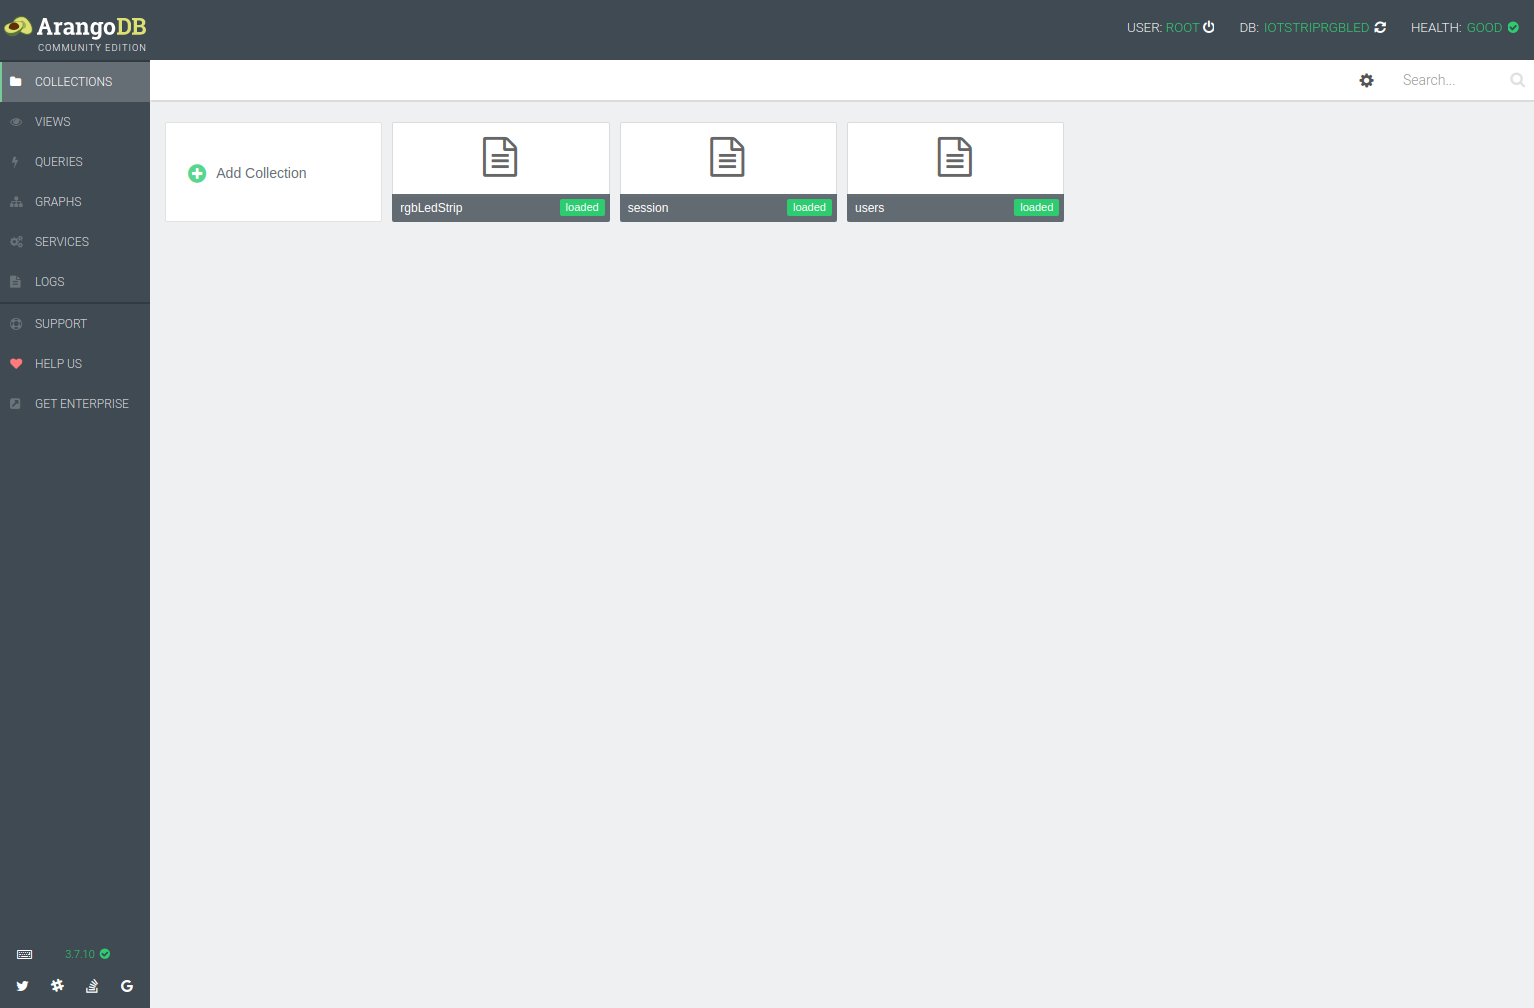 ArangoDB
COMMUNITY EDITION
USER: ROOT
DB: IOTSTRIPRGBLED
HEALTH: GOOD
COLLECTIONS
VIEWS
QUERIES
GRAPHS
SERVICES
LOGS
SUPPORT
HELP US
GET ENTERPRISE
3.7.10
Search...
Add Collection
rgbLedStrip loaded
session loaded
users loaded